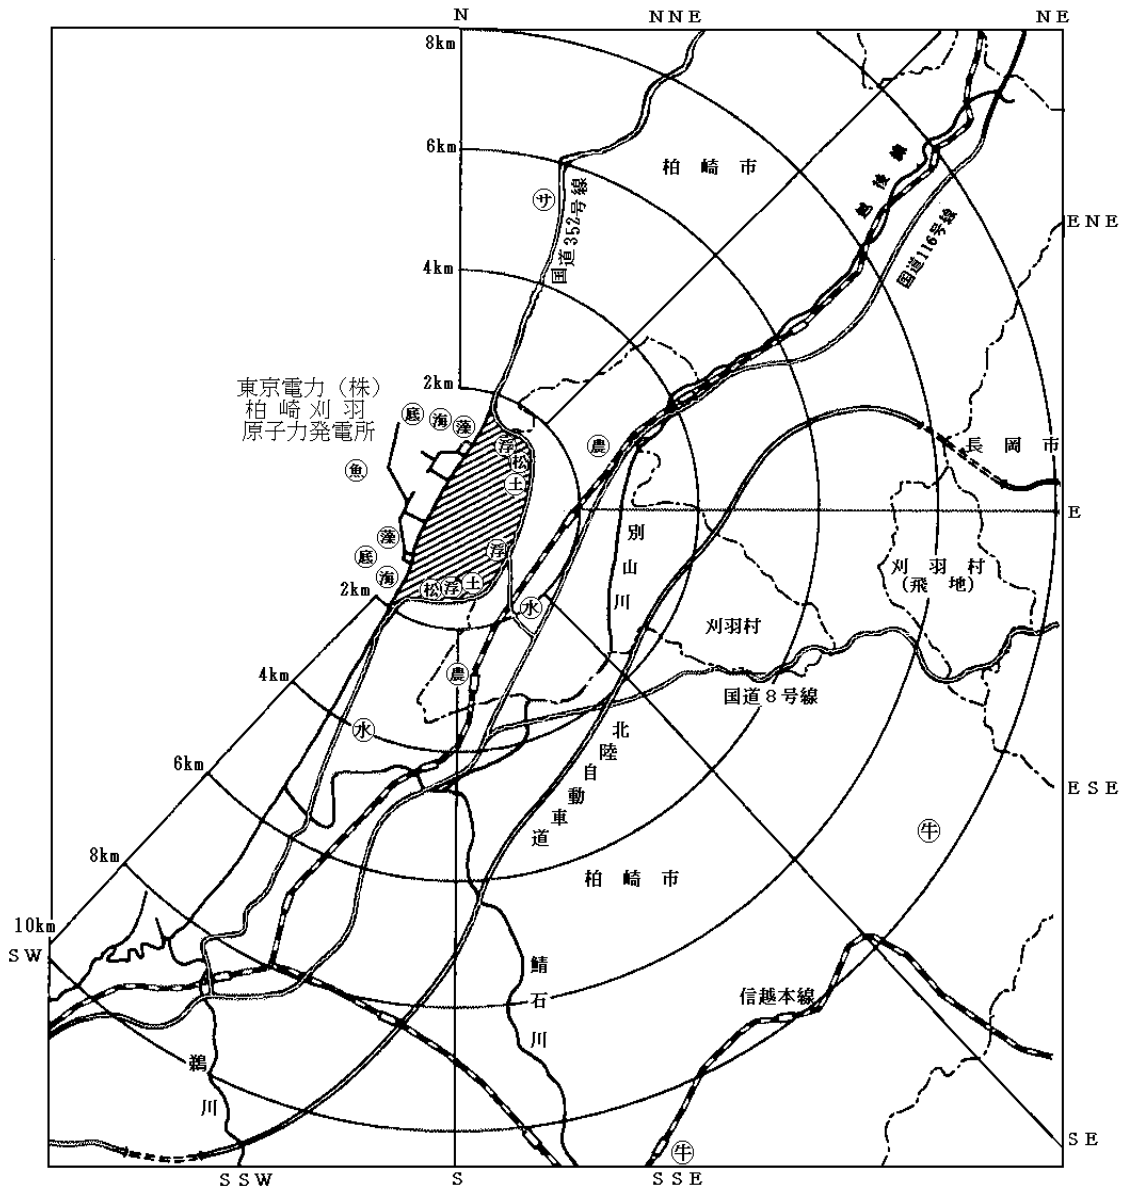 N
NNE
NE
8km
6km
柏崎市
越後線
サ
国道352号線
ENE
国道116号線
4km
2km
東京電力（株）
柏崎刈羽
原子力発電所
底
海
藻
浮
松
土
農
長岡市
魚
E
藻
浮
別山川
底
海
刈羽村
(飛地)
2km
松
浮
土
水
刈羽村
農
4km
国道８号線
水
北陸自動車道
6km
ESE
牛
8km
柏崎市
10km
SW
鯖石川
信越本線
鵜川
牛
SE
SSW
S
SSE